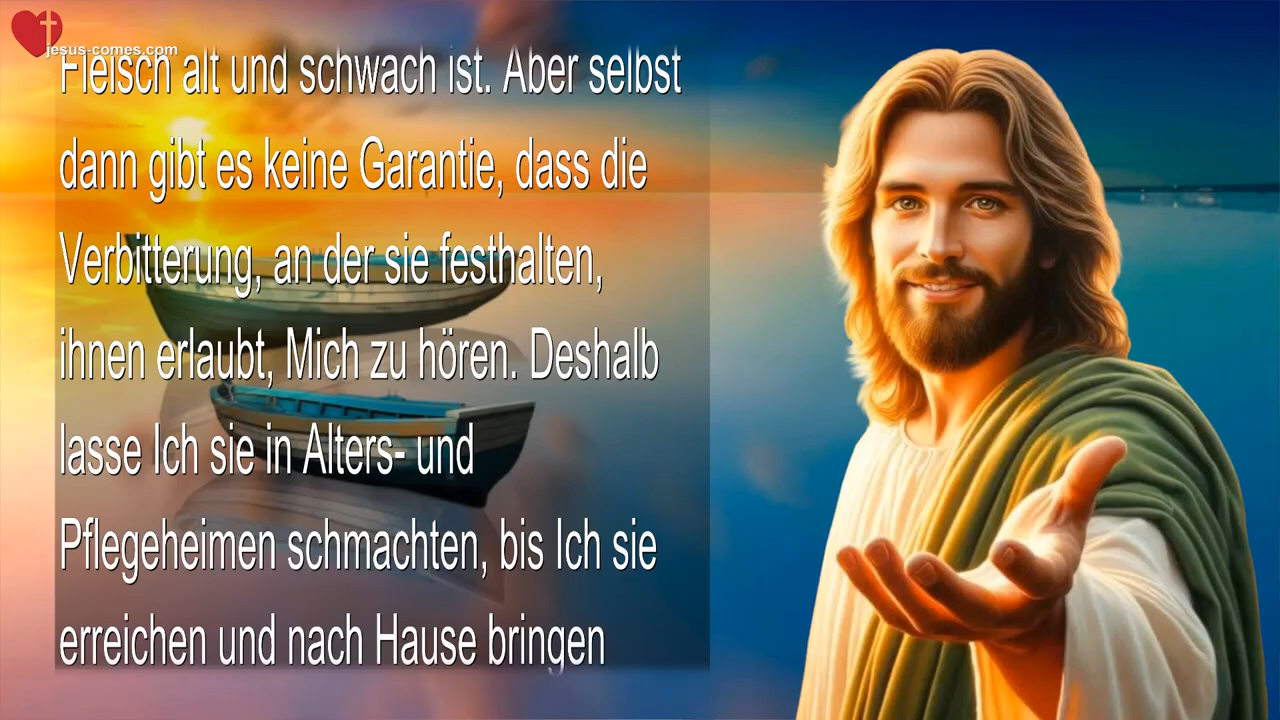 jesus-comes.com
Fleisch alt und schwach ist. Aber selbst
dann gibt es keine Garantie, dass die
Verbitterung, an der sie festhalten,
ihnen erlaubt, Mich zu hören. Deshalb
lasse Ich sie in Alters- und
Pflegeheimen schmachten, bis Ich sie
erreichen und nach Hause bringen